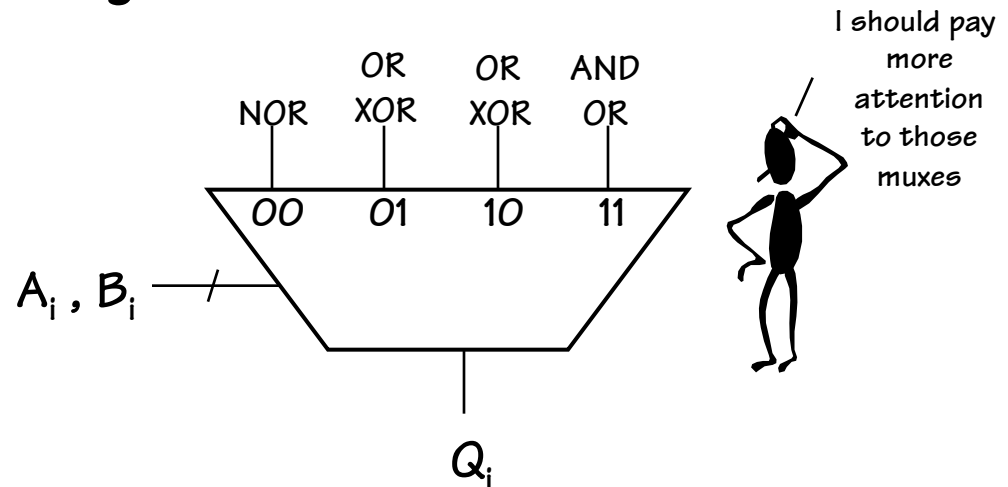 I should pay
more
attention
to those
muxes
OR OR AND
NOR XOR XOR OR
00 01 10 11
Ai , Bi
Qi